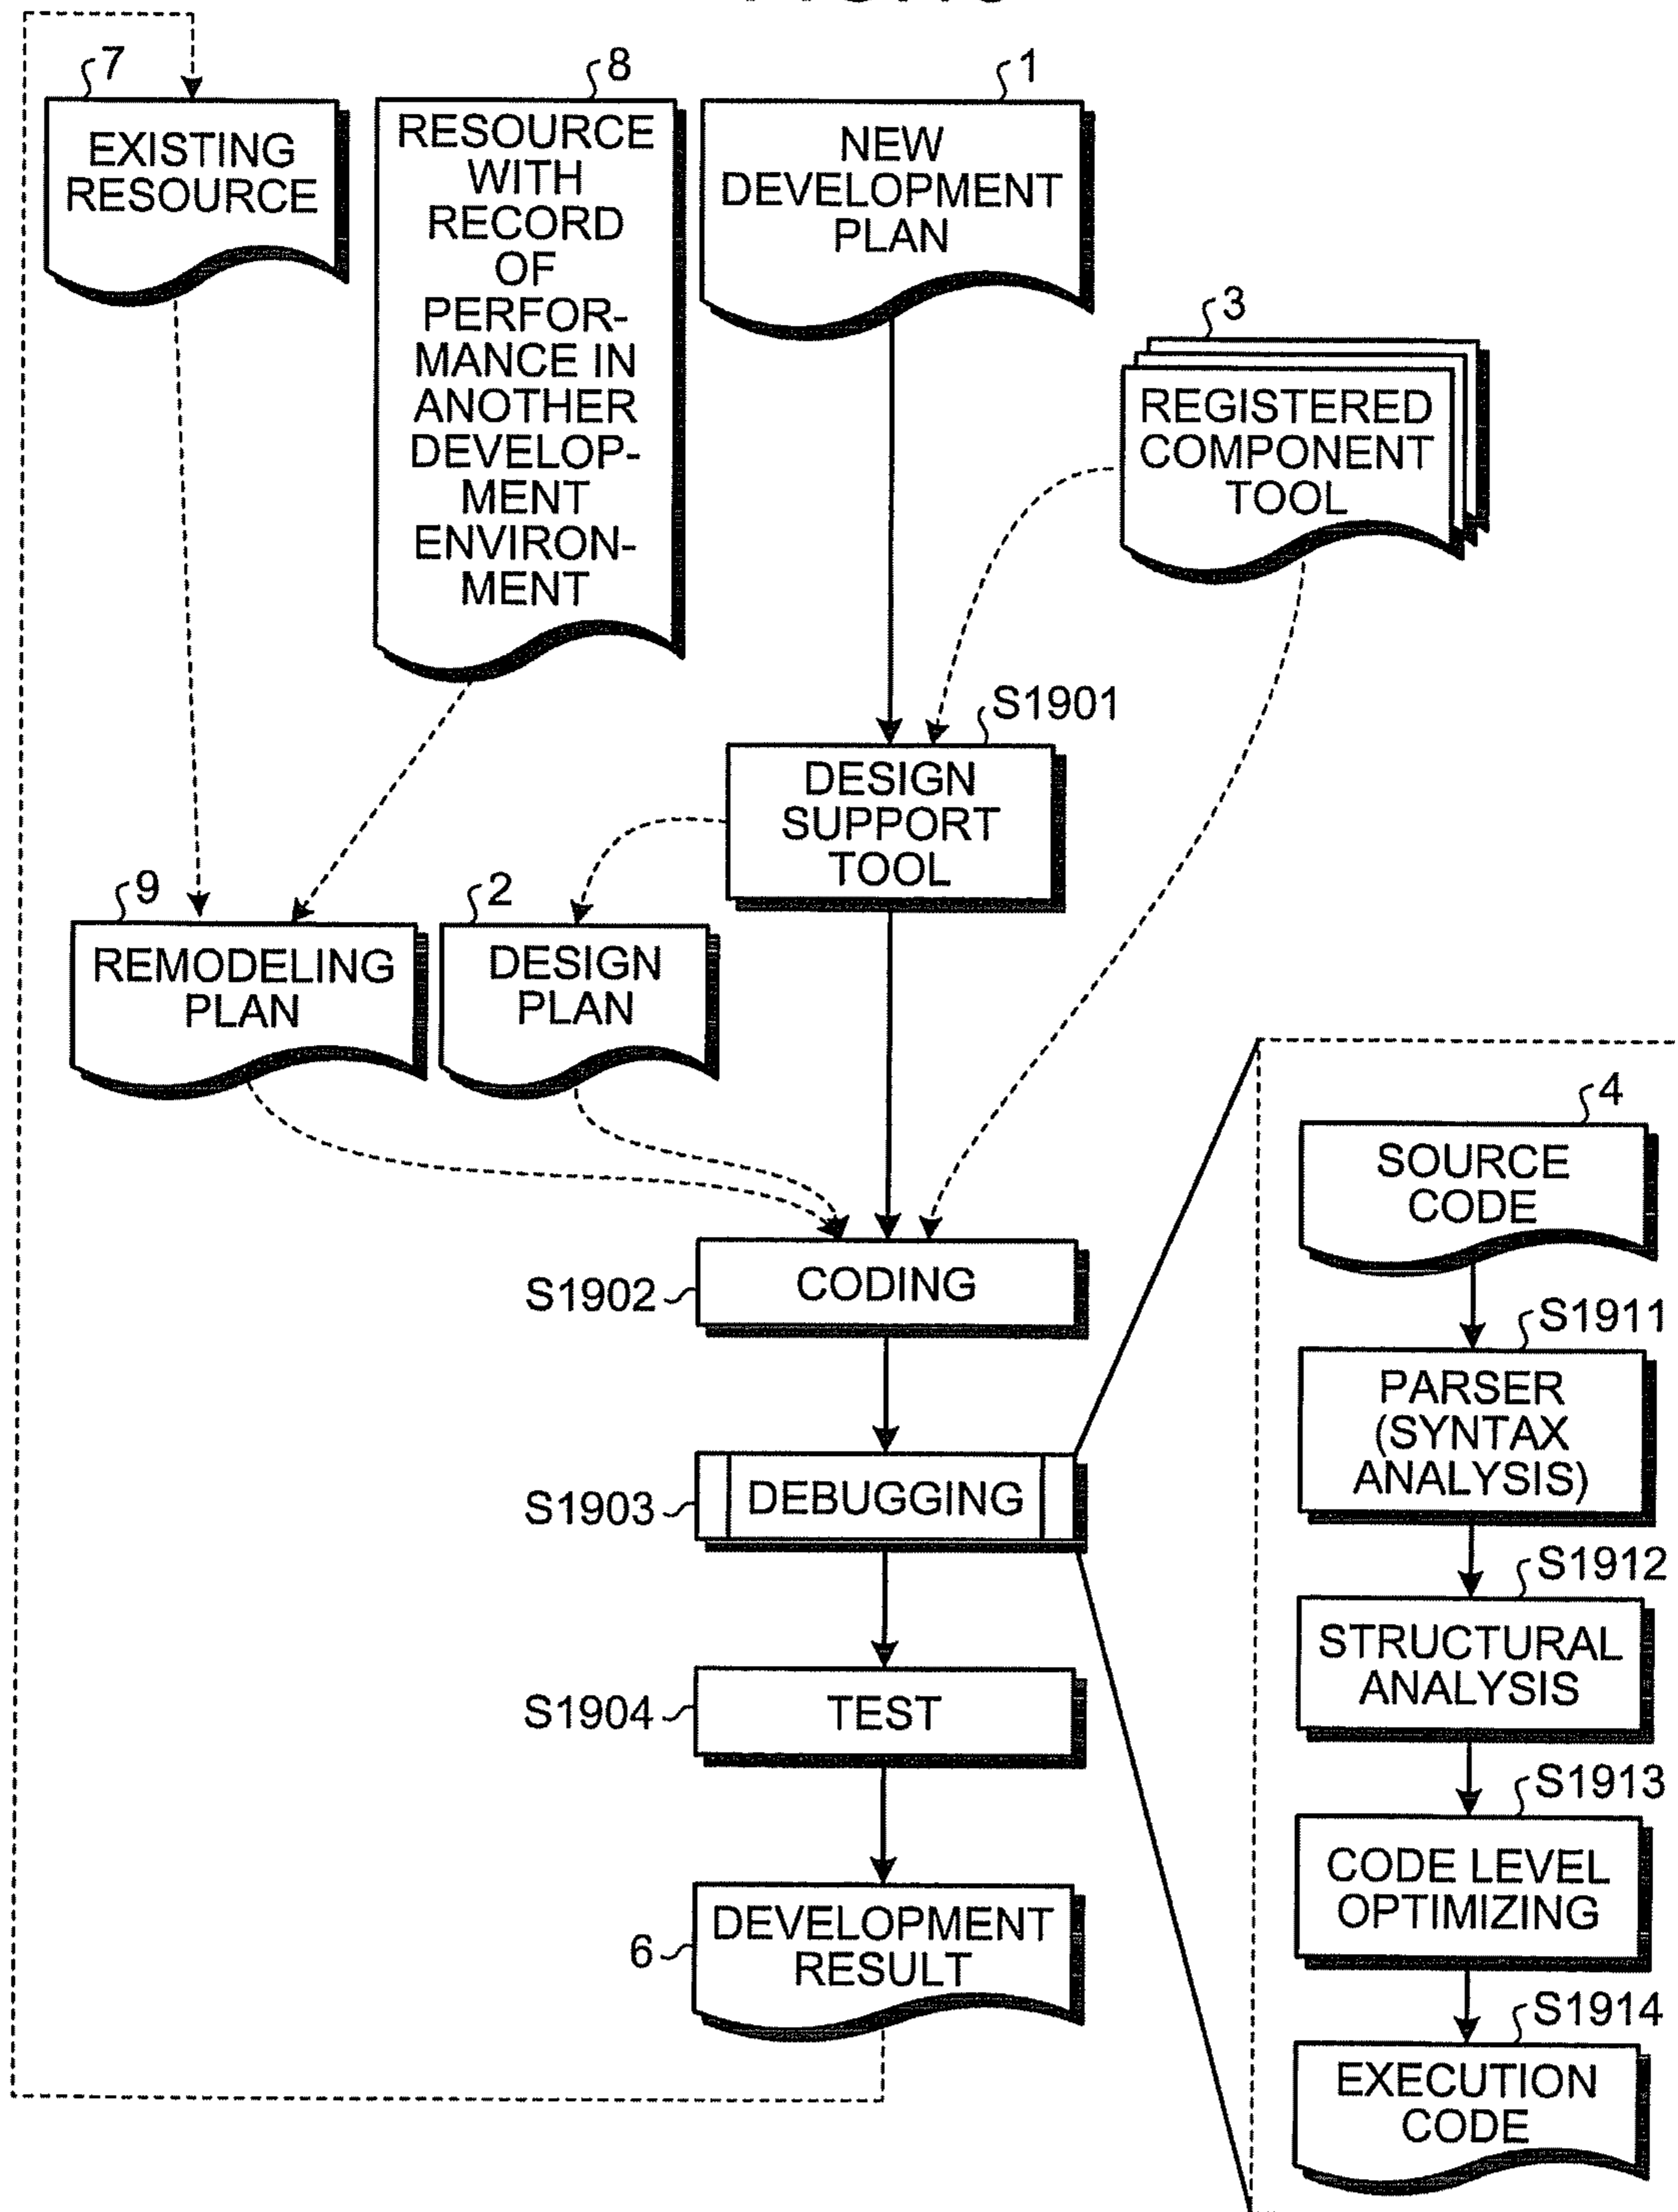 7
EXISTING
RESOURCE
8
RESOURCE
WITH
RECORD
OF
PERFOR-
MANCE IN
ANOTHER
DEVELOP-
MENT
ENVIRON-
MENT
1
NEW
DEVELOPMENT
PLAN
3
REGISTERED
COMPONENT
TOOL
S1901
DESIGN
SUPPORT
TOOL
9
REMODELING
PLAN
2
DESIGN
PLAN
S1902
CODING
S1903
DEBUGGING
S1904
TEST
6
DEVELOPMENT
RESULT
4
SOURCE
CODE
S1911
PARSER
(SYNTAX
ANALYSIS)
S1912
STRUCTURAL
ANALYSIS
S1913
CODE LEVEL
OPTIMIZING
S1914
EXECUTION
CODE